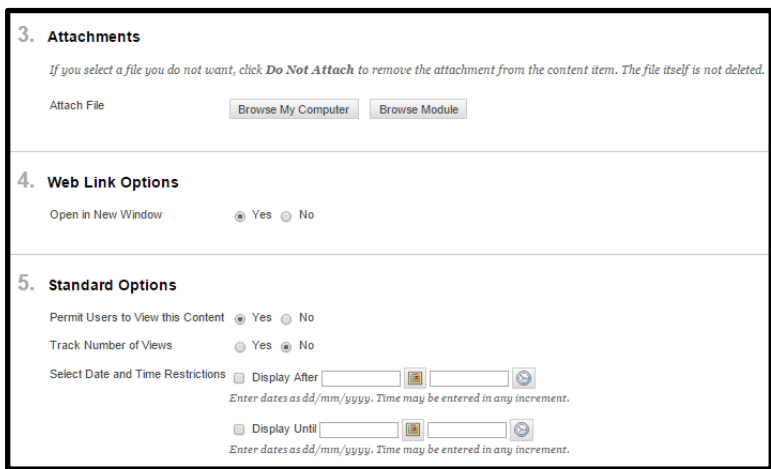 3. Attachments
If you select a file you do not want, click Do Not Attach to remove the attachment from the content item. The file itself is not deleted.
Attach File Browse My Computer Browse Module
4. Web Link Options
Open in New Window Yes No
5. Standard Options
Permit Users to View this Content Yes No
Track Number of Views Yes No
Select Date and Time Restrictions Display After
Enter dates as dd/mm/yyyy. Time may be entered in any increment.
Display Until
Enter dates as dd/mm/yyyy. Time may be entered in any increment.